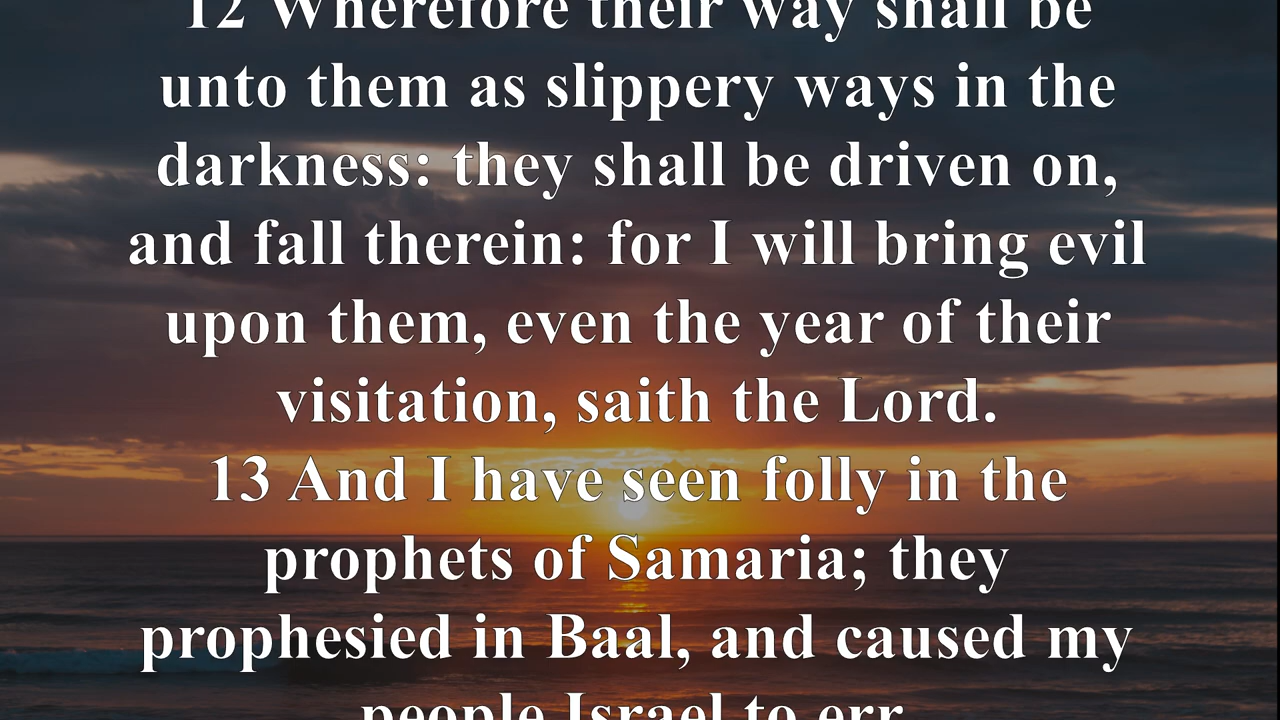 12 Wherefore their way shall be
unto them as slippery ways in the
darkness: they shall be driven on,
and fall therein: for I will bring evil
upon them, even the year of their
visitation, saith the Lord.
13 And I have seen folly in the
prophets of Samaria; they
prophesied in Baal, and caused my
people Israel to err.